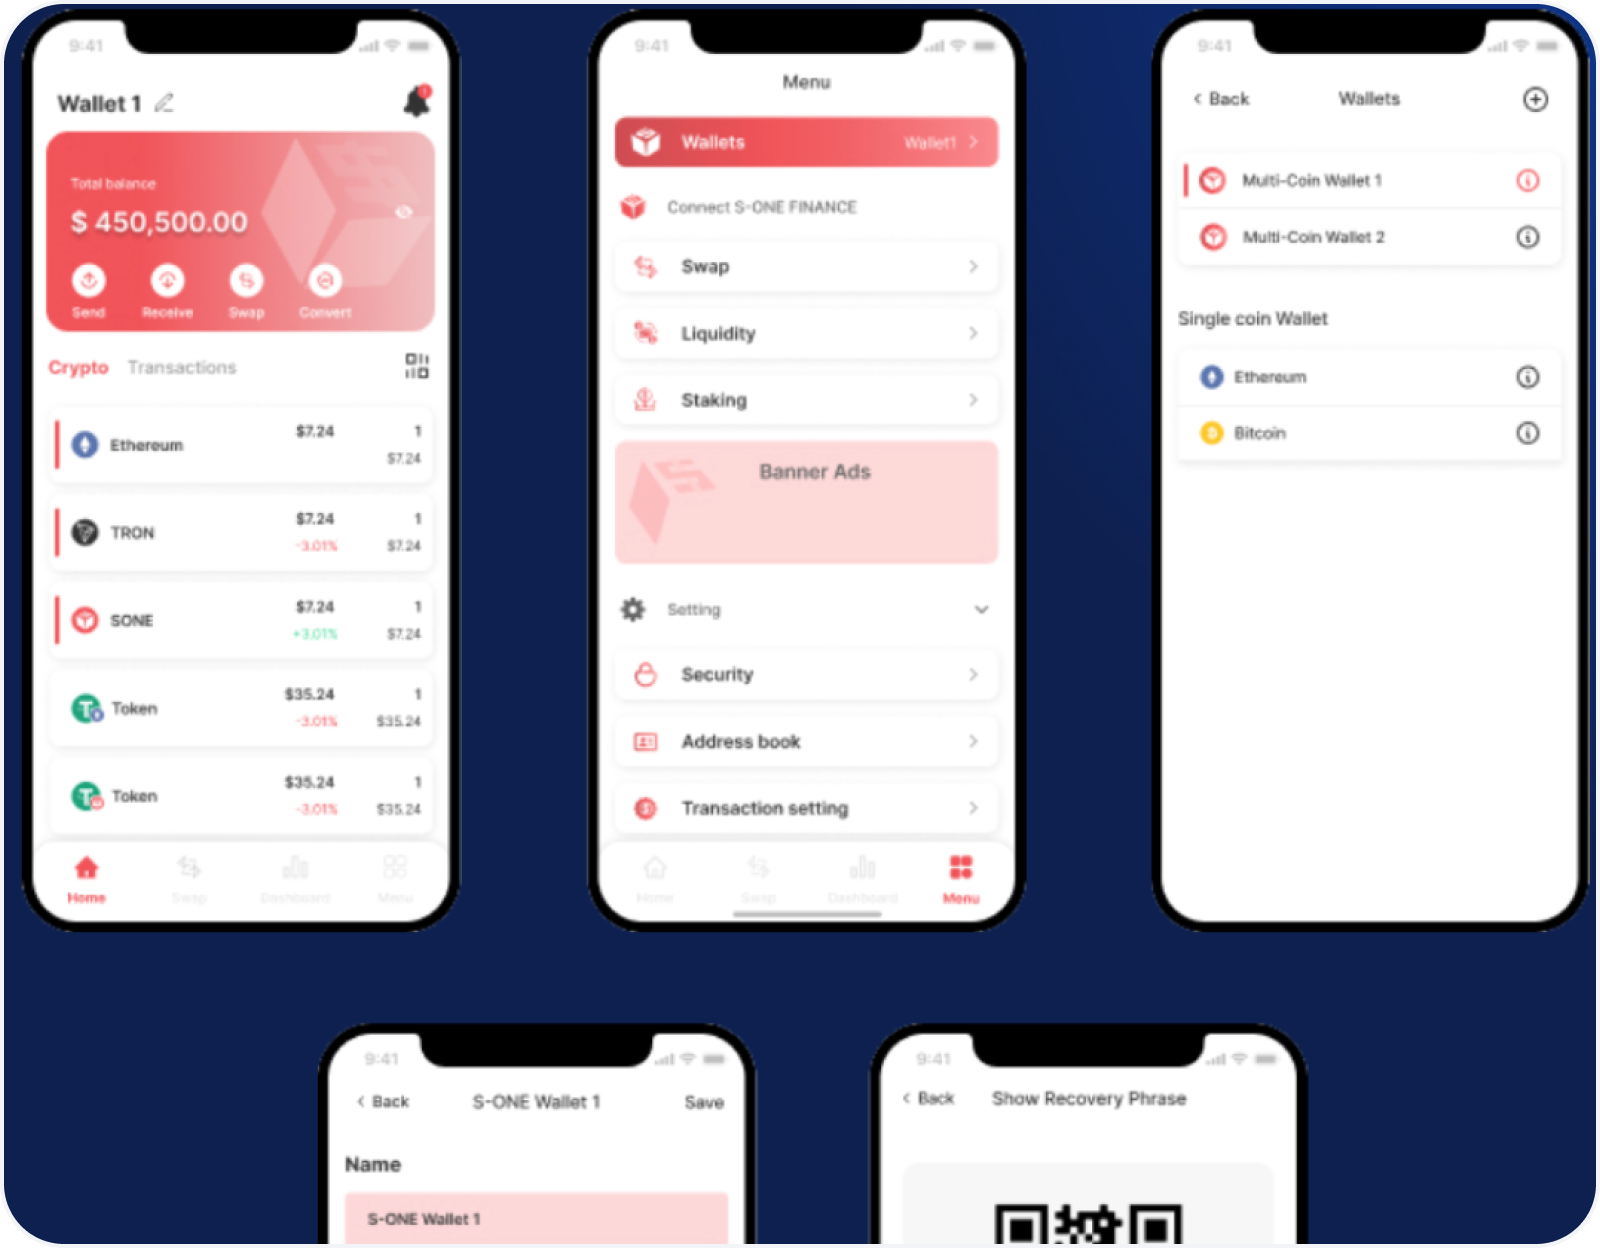 9:41
Wallet 1
Total balance
$ 450,500.00
Send Receive Swap Convert
Crypto Transactions
Ethereum $7.24 1
$7.24
TRON $7.24 1
-3.01% $7.24
SONE $7.24 1
+3.01% $7.24
Token $35.24 1
-3.01% $35.24
Token $35.24 1
-3.01% $35.24
Home Swap Dashboard Menu
9:41
Menu
Wallets Wallet1
Connect S-ONE FINANCE
Swap
Liquidity
Staking
Banner Ads
Setting
Security
Address book
Transaction setting
Home Swap Dashboard Menu
9:41
Back Wallets
Multi-Coin Wallet 1
Multi-Coin Wallet 2
Single coin Wallet
Ethereum
Bitcoin
9:41
Back S-ONE Wallet 1 Save
Name
S-ONE Wallet 1
9:41
Back Show Recovery Phrase